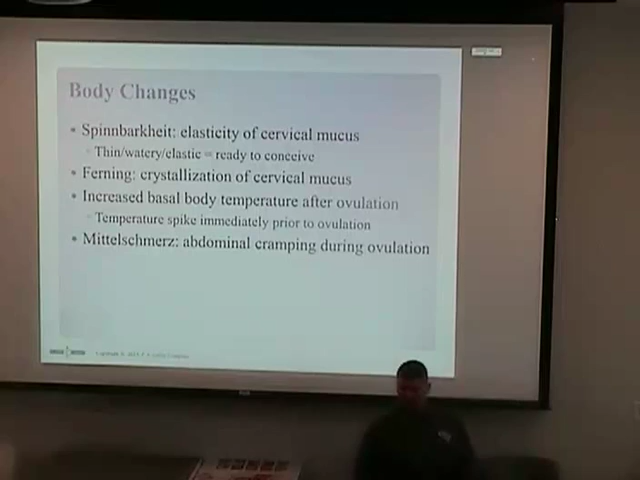 Body Changes
• Spinnbarkheit: elasticity of cervical mucus
Thin/watery/elastic = ready to conceive
• Ferning: crystallization of cervical mucus
• Increased basal body temperature after ovulation
Temperature spike immediately prior to ovulation
• Mittelschmerz: abdominal cramping during ovulation